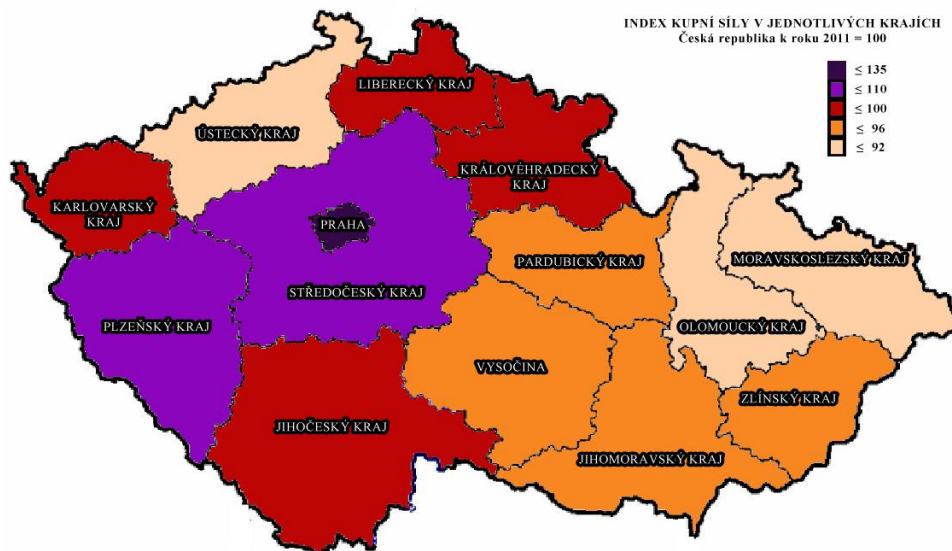 INDEX KUPNÍ SÍLY V JEDNOTLIVÝCH KRAJÍCH
Česká republika k roku 2011 = 100
≤ 135
≤ 110
≤ 100
≤ 96
≤ 92
LIBERECKÝ KRAJ
ÚSTECKÝ KRAJ
KRÁLOVÉHRADECKÝ
KRAJ
KARLOVARSKÝ
KRAJ
PRAHA
PARDUBICKÝ KRAJ
MORAVSKOSLEZSKÝ KRAJ
STŘEDOČESKÝ KRAJ
PLZEŇSKÝ KRAJ
OLOMOUCKÝ KRAJ
VYSOČINA
ZLÍNSKÝ KRAJ
JIHOČESKÝ KRAJ
JIHOMORAVSKÝ KRAJ